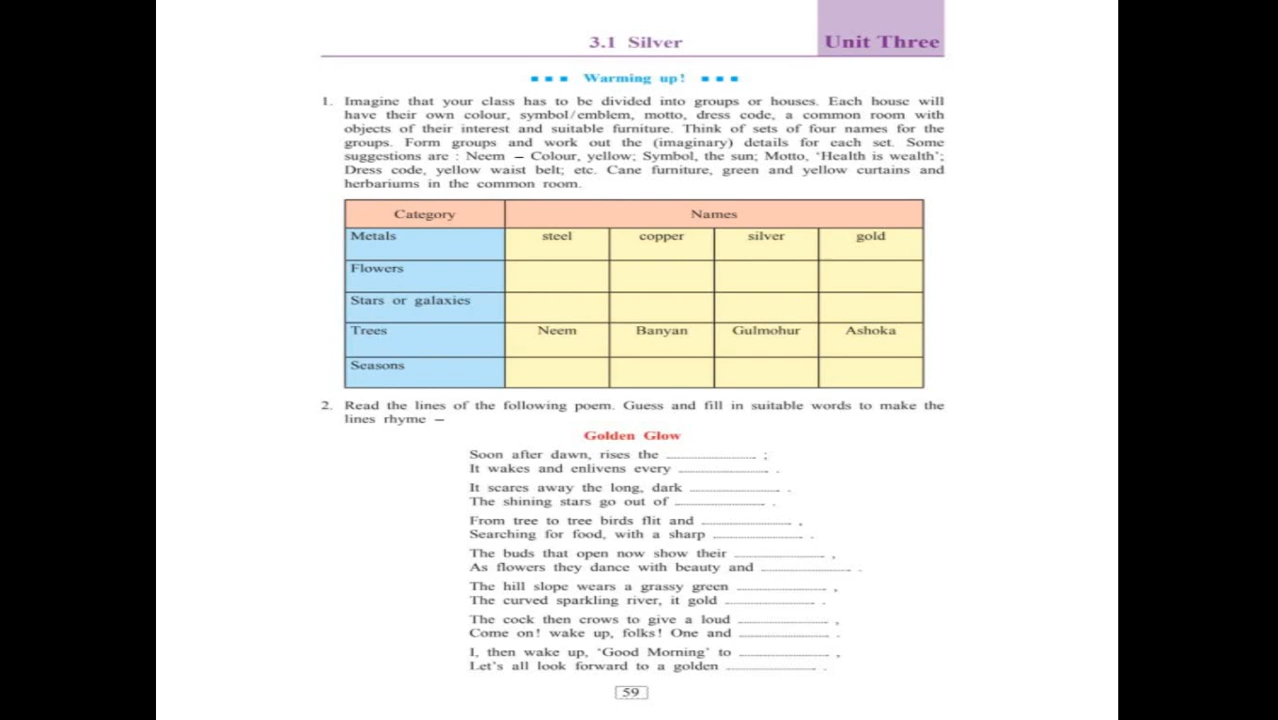 3.1 Silver
Unit Three
Warming up!
1. Imagine that your class has to be divided into groups or houses. Each house will
have their own colour, symbol/emblem, motto, dress code, a common room with
objects of their interest and suitable furniture. Think of sets of four names for the
groups. Form groups and work out the (imaginary) details for each set. Some
suggestions are : Neem – Colour, yellow; Symbol, the sun; Motto, ‘Health is wealth’;
Dress code, yellow waist belt; etc. Cane furniture, green and yellow curtains and
herbariums in the common room.
Category Names
Metals steel copper silver gold
Flowers
Stars or galaxies
Trees Neem Banyan Gulmohur Ashoka
Seasons
2. Read the lines of the following poem. Guess and fill in suitable words to make the
lines rhyme –
Golden Glow
Soon after dawn, rises the .................... ;
It wakes and enlivens every .................... .
It scares away the long, dark .................... .
The shining stars go out of .................... .
From tree to tree birds flit and .................... ,
Searching for food, with a sharp .................... .
The buds that open now show their .................... ,
As flowers they dance with beauty and .................... .
The hill slope wears a grassy green .................... ,
The curved sparkling river, it gold .................... .
The cock then crows to give a loud .................... ,
Come on! wake up, folks! One and .................... .
I, then wake up, ‘Good Morning’ to .................... ,
Let’s all look forward to a golden .................... .
59